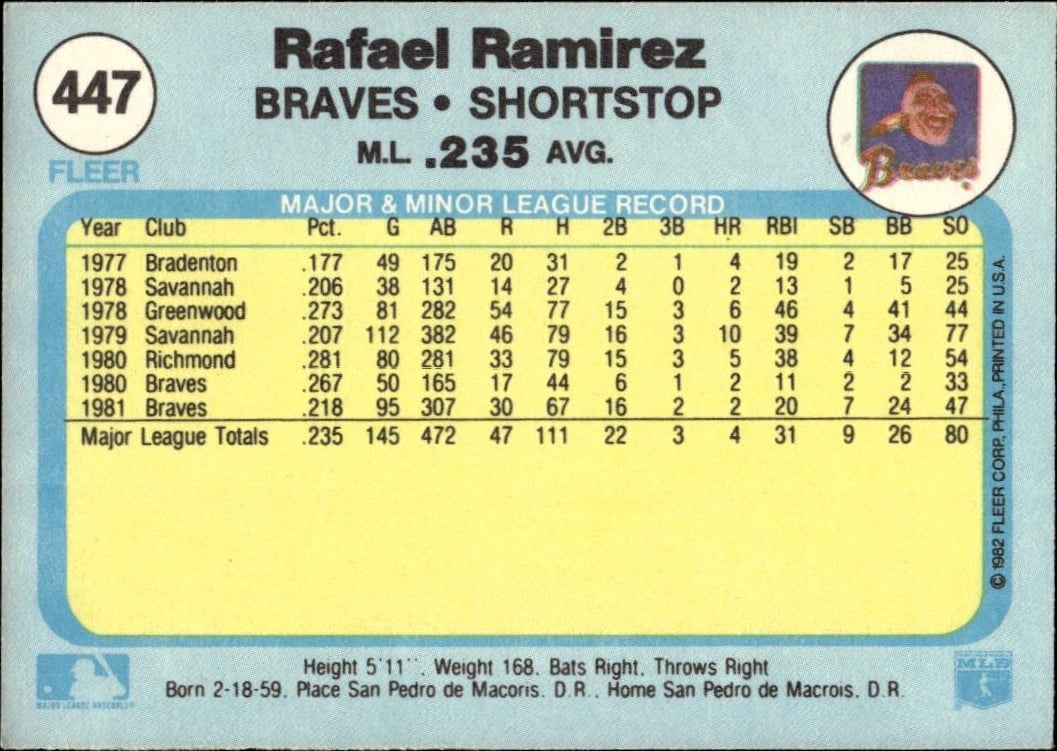 447
FLEER
Rafael Ramirez
BRAVES • SHORTSTOP
M.L. .235 AVG.
Braves
MAJOR & MINOR LEAGUE RECORD
Year Club Pct. G AB R H 2B 3B HR RBI SB BB SO
1977 Bradenton .177 49 175 20 31 2 1 4 19 2 17 25
1978 Savannah .206 38 131 14 27 4 0 2 13 1 5 25
1978 Greenwood .273 81 282 54 77 15 3 6 46 4 41 44
1979 Savannah .207 112 382 46 79 16 3 10 39 7 34 77
1980 Richmond .281 80 281 33 79 15 3 5 38 4 12 54
1980 Braves .267 50 165 17 44 6 1 2 11 2 2 33
1981 Braves .218 95 307 30 67 16 2 2 20 7 24 47
Major League Totals .235 145 472 47 111 22 3 4 31 9 26 80
© 1982 FLEER CORP., PHILA., PRINTED IN U.S.A.
Height 5'11". Weight 168. Bats Right. Throws Right
Born 2-18-59. Place San Pedro de Macoris. D.R.. Home San Pedro de Macrois. D.R.
MAJOR LEAGUE BASEBALL
MLB